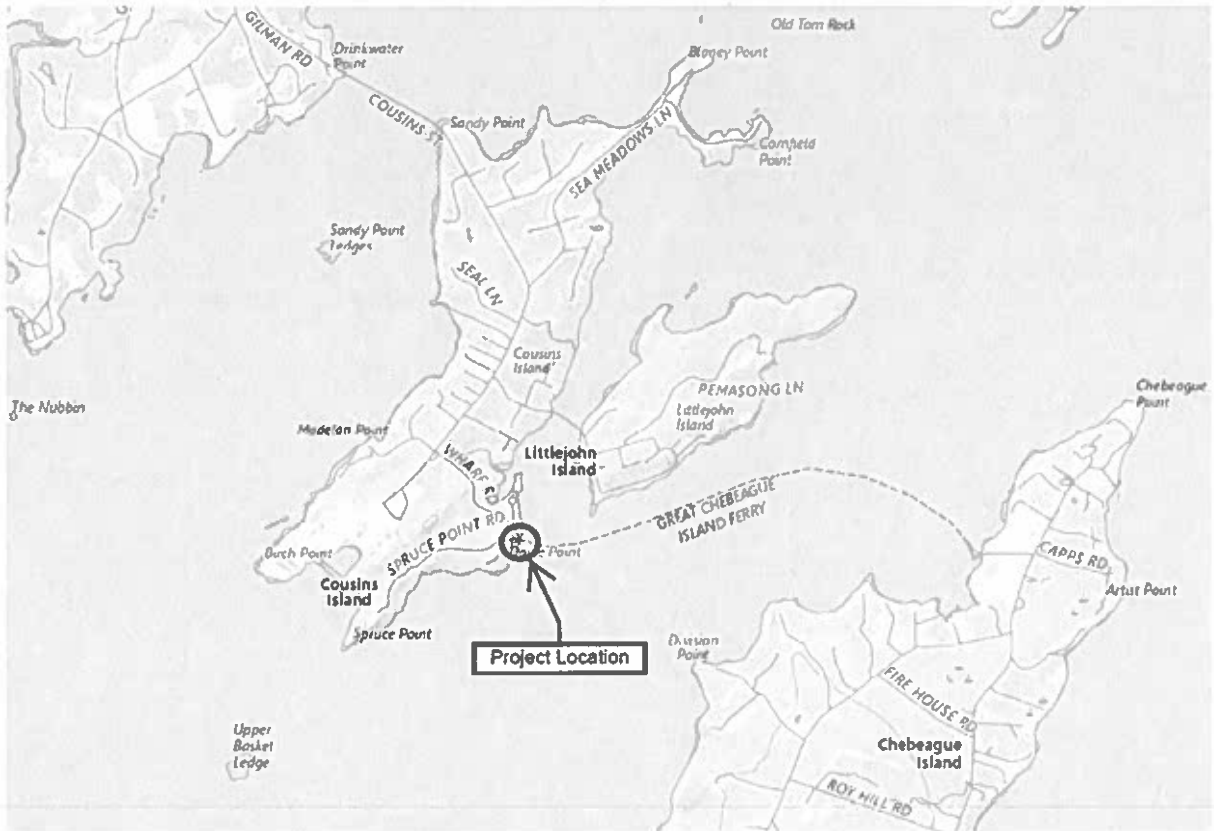 Old Tom Rock
GILMAN RD
Drinkwater
Point
Blaney Point
COUSINS ST.
Sandy Point
SEA MEADOWS LN
Cornfield
Point
Sandy Point
Ledges
SEAL LN
Cousins
Island
PEMASONG LN
Littlejohn
Island
Chebeague
Point
The Nubbin
Madelan Point
WHARF RD
Littlejohn
Island
GREAT CHEBEAGUE
ISLAND FERRY
SPRUCE POINT RD
Point
Birch Point
CAPPS RD
Cousins
Island
Artist Point
Spruce Point
Project Location
Division
Point
FIRE HOUSE RD
Upper
Basket
Ledge
Chebeague
Island
ROY HILL RD